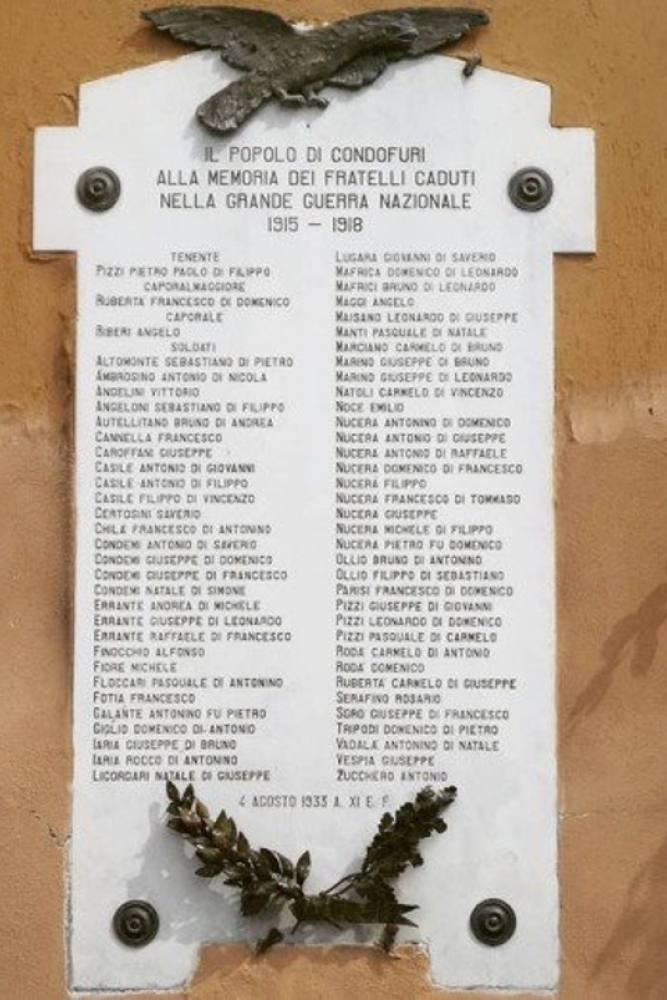 IL POPOLO DI CONDOFURI
ALLA MEMORIA DEI FRATELLI CADUTI
NELLA GRANDE GUERRA NAZIONALE
1915 – 1918
TENENTE
PIZZI PIETRO PAOLO DI FILIPPO
CAPORALMAGGIORE
RUBERTA' FRANCESCO DI DOMENICO
CAPORALE
RIBERI ANGELO
SOLDATI
ALTOMONTE SEBASTIANO DI PIETRO
AMBROSINO ANTONIO DI NICOLA
ANGELINI VITTORIO
ANGELONI SEBASTIANO DI FILIPPO
AUTELLITANO BRUNO DI ANDREA
CANNELLA FRANCESCO
CAROFFANI GIUSEPPE
CASILE ANTONIO DI GIOVANNI
CASILE ANTONIO DI FILIPPO
CASILE FILIPPO DI VINCENZO
CERTOSINI SAVERIO
CHILA FRANCESCO DI ANTONINO
CONDEMI ANTONIO DI SAVERIO
CONDEMI GIUSEPPE DI DOMENICO
CONDEMI GIUSEPPE DI FRANCESCO
CONDEMI NATALE DI SIMONE
ERRANTE ANDREA DI MICHELE
ERRANTE GIUSEPPE DI LEONARDO
ERRANTE RAFFAELE DI FRANCESCO
FINOCCHIO ALFONSO
FIORE MICHELE
FLOCCARI PASQUALE DI ANTONINO
FOTIA FRANCESCO
GALANTE ANTONINO FU PIETRO
GIGLIO DOMENICO DI ANTONIO
IARIA GIUSEPPE DI BRUNO
IARIA ROCCO DI ANTONINO
LICORDARI NATALE DI GIUSEPPE
LUGARA GIOVANNI DI SAVERIO
MAFRICA DOMENICO DI LEONARDO
MAFRICI BRUNO DI LEONARDO
MAGGI ANGELO
MAISANO LEONARDO DI GIUSEPPE
MANTI PASQUALE DI NATALE
MARCIANO CARMELO DI BRUNO
MARINO GIUSEPPE DI BRUNO
MARINO GIUSEPPE DI LEONARDO
NATOLI CARMELO DI VINCENZO
NOCE EMILIO
NUCERA ANTONINO DI DOMENICO
NUCERA ANTONIO DI GIUSEPPE
NUCERA ANTONIO DI RAFFAELE
NUCERA DOMENICO DI FRANCESCO
NUCERA FILIPPO
NUCERA FRANCESCO DI TOMMASO
NUCERA GIUSEPPE
NUCERA MICHELE DI FILIPPO
NUCERA PIETRO FU DOMENICO
OLLIO BRUNO DI ANTONINO
OLLIO FILIPPO DI SEBASTIANO
PARISI FRANCESCO DI DOMENICO
PIZZI GIUSEPPE DI GIOVANNI
PIZZI LEONARDO DI DOMENICO
PIZZI PASQUALE DI CARMELO
RODA' CARMELO DI ANTONIO
RODA' DOMENICO
RUBERTA CARMELO DI GIUSEPPE
SERAFINO ROSARIO
SGRO GIUSEPPE DI FRANCESCO
TRIPODI DOMENICO DI PIETRO
VADALA ANTONINO DI NATALE
VESPIA GIUSEPPE
ZUCCHERO ANTONIO
4 AGOSTO 1933 A. XI E. F.